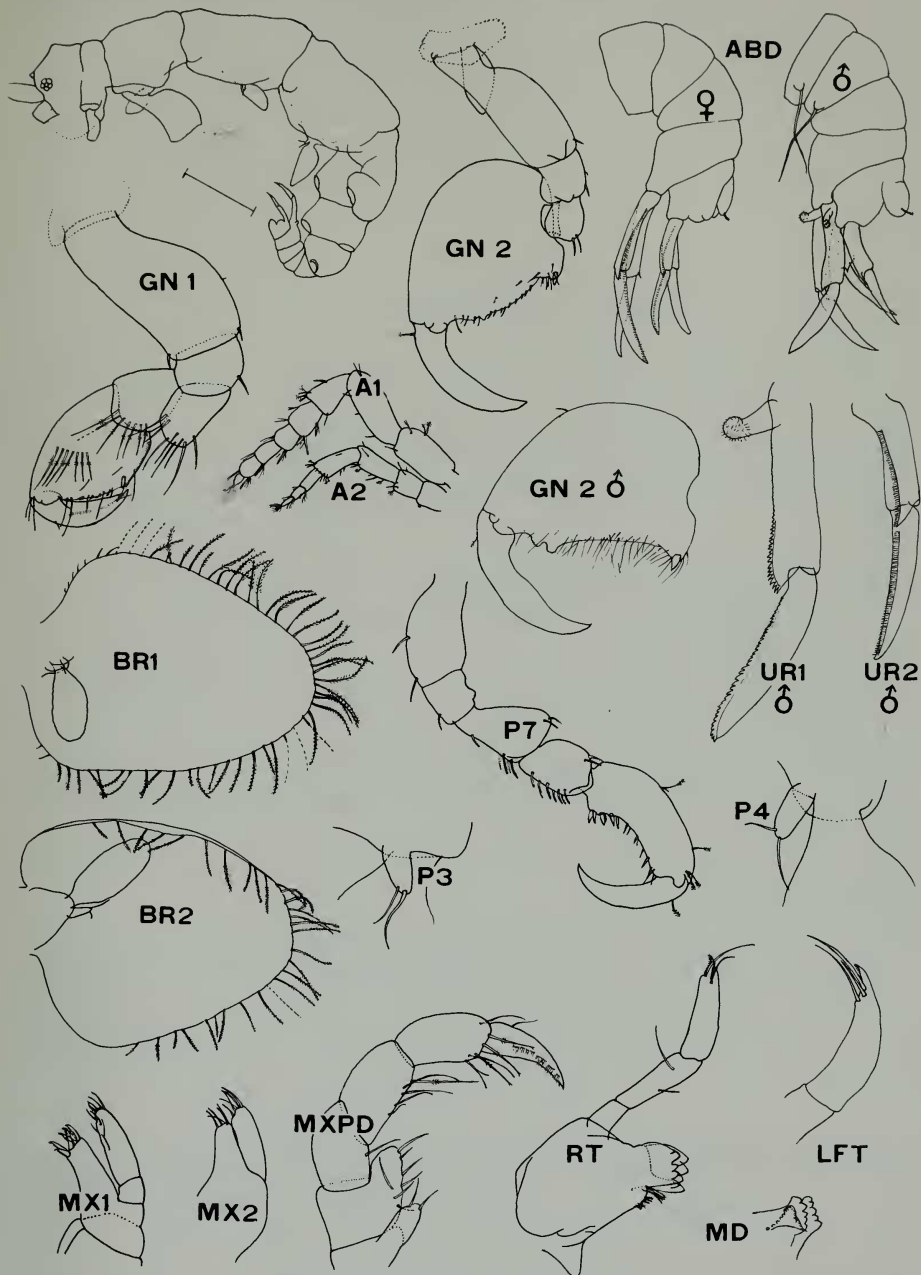 ABD
♀
♂
GN 1
GN 2
A1
A2
GN 2 ♂
BR1
UR1
♂
UR2
♂
P7
P4
P3
BR2
MXPD
RT
LFT
MX1
MX2
MD